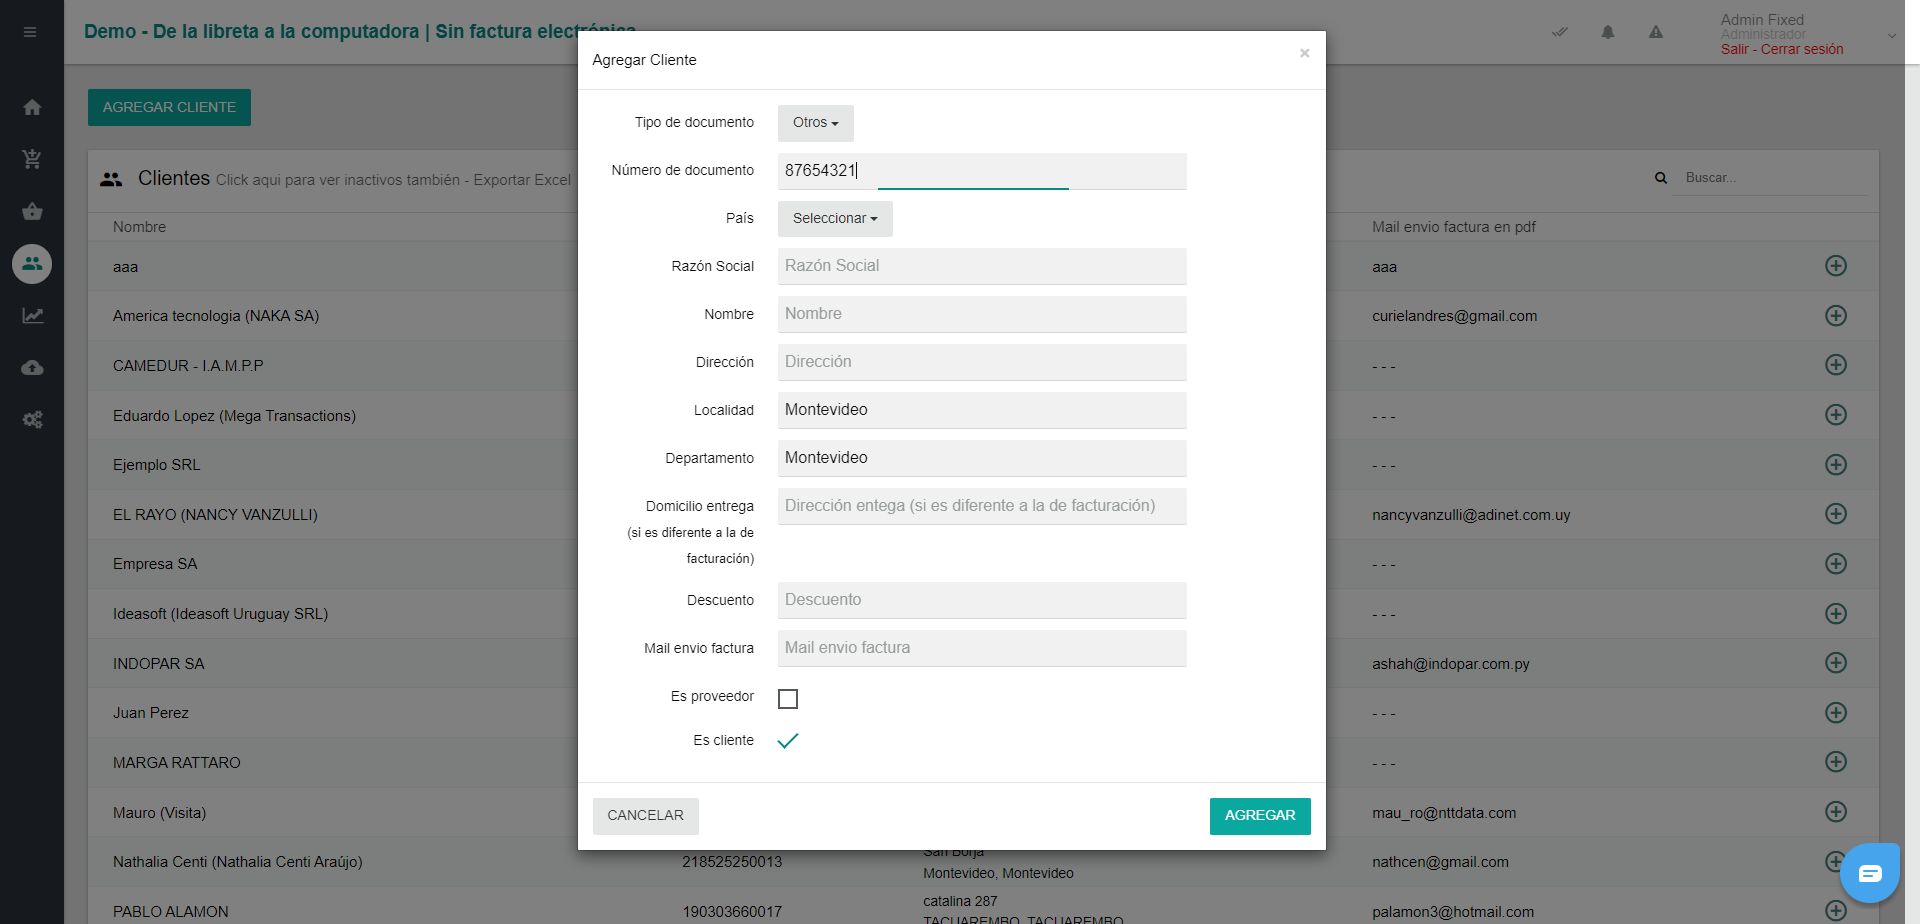 Demo - De la libreta a la computadora | Sin factura electrónica
Admin Fixed
Administrador
Salir - Cerrar sesión
AGREGAR CLIENTE
Clientes Click aqui para ver inactivos también - Exportar Excel
Buscar...
Nombre
Mail envio factura en pdf
aaa
aaa
America tecnologia (NAKA SA)
curielandres@gmail.com
CAMEDUR - I.A.M.P.P
- - -
Eduardo Lopez (Mega Transactions)
- - -
Ejemplo SRL
- - -
EL RAYO (NANCY VANZULLI)
nancyvanzulli@adinet.com.uy
Empresa SA
- - -
Ideasoft (Ideasoft Uruguay SRL)
- - -
INDOPAR SA
ashah@indopar.com.py
Juan Perez
- - -
MARGA RATTARO
- - -
Mauro (Visita)
mau_ro@nttdata.com
Nathalia Centi (Nathalia Centi Araújo)
218525250013
San Borja
Montevideo, Montevideo
nathcen@gmail.com
PABLO ALAMON
190303660017
catalina 287
TACUAREMBO, TACUAREMBO
palamon3@hotmail.com
Agregar Cliente
×
Tipo de documento
Otros
Número de documento
87654321
País
Seleccionar
Razón Social
Razón Social
Nombre
Nombre
Dirección
Dirección
Localidad
Montevideo
Departamento
Montevideo
Domicilio entrega
(si es diferente a la de
facturación)
Dirección entega (si es diferente a la de facturación)
Descuento
Descuento
Mail envio factura
Mail envio factura
Es proveedor
Es cliente
CANCELAR
AGREGAR